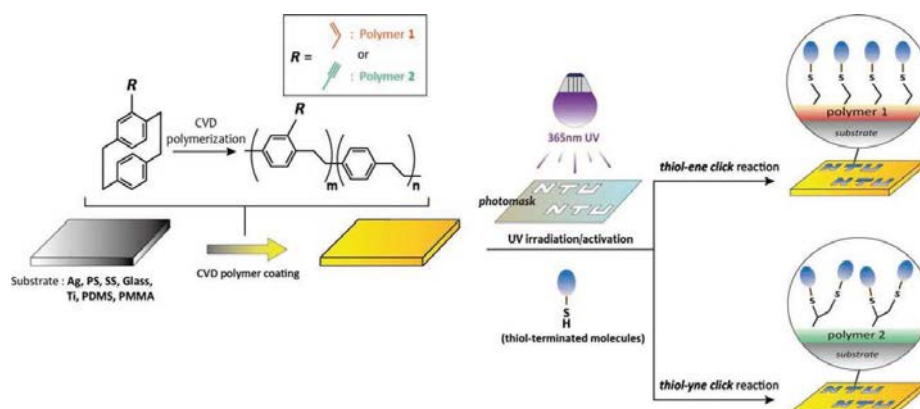 R =
: Polymer 1
or
: Polymer 2
R
CVD
polymerization
R
m
n
Substrate : Ag, PS, SS, Glass,
Ti, PDMS, PMMA
CVD polymer coating
365nm UV
photomask
NTU
NTU
UV irradiation/activation
S
H
(thiol-terminated molecules)
thiol-ene click reaction
S
S
S
S
polymer 1
substrate
NTU
NTU
thiol-yne click reaction
S
S
S
S
polymer 2
substrate
NTU
NTU